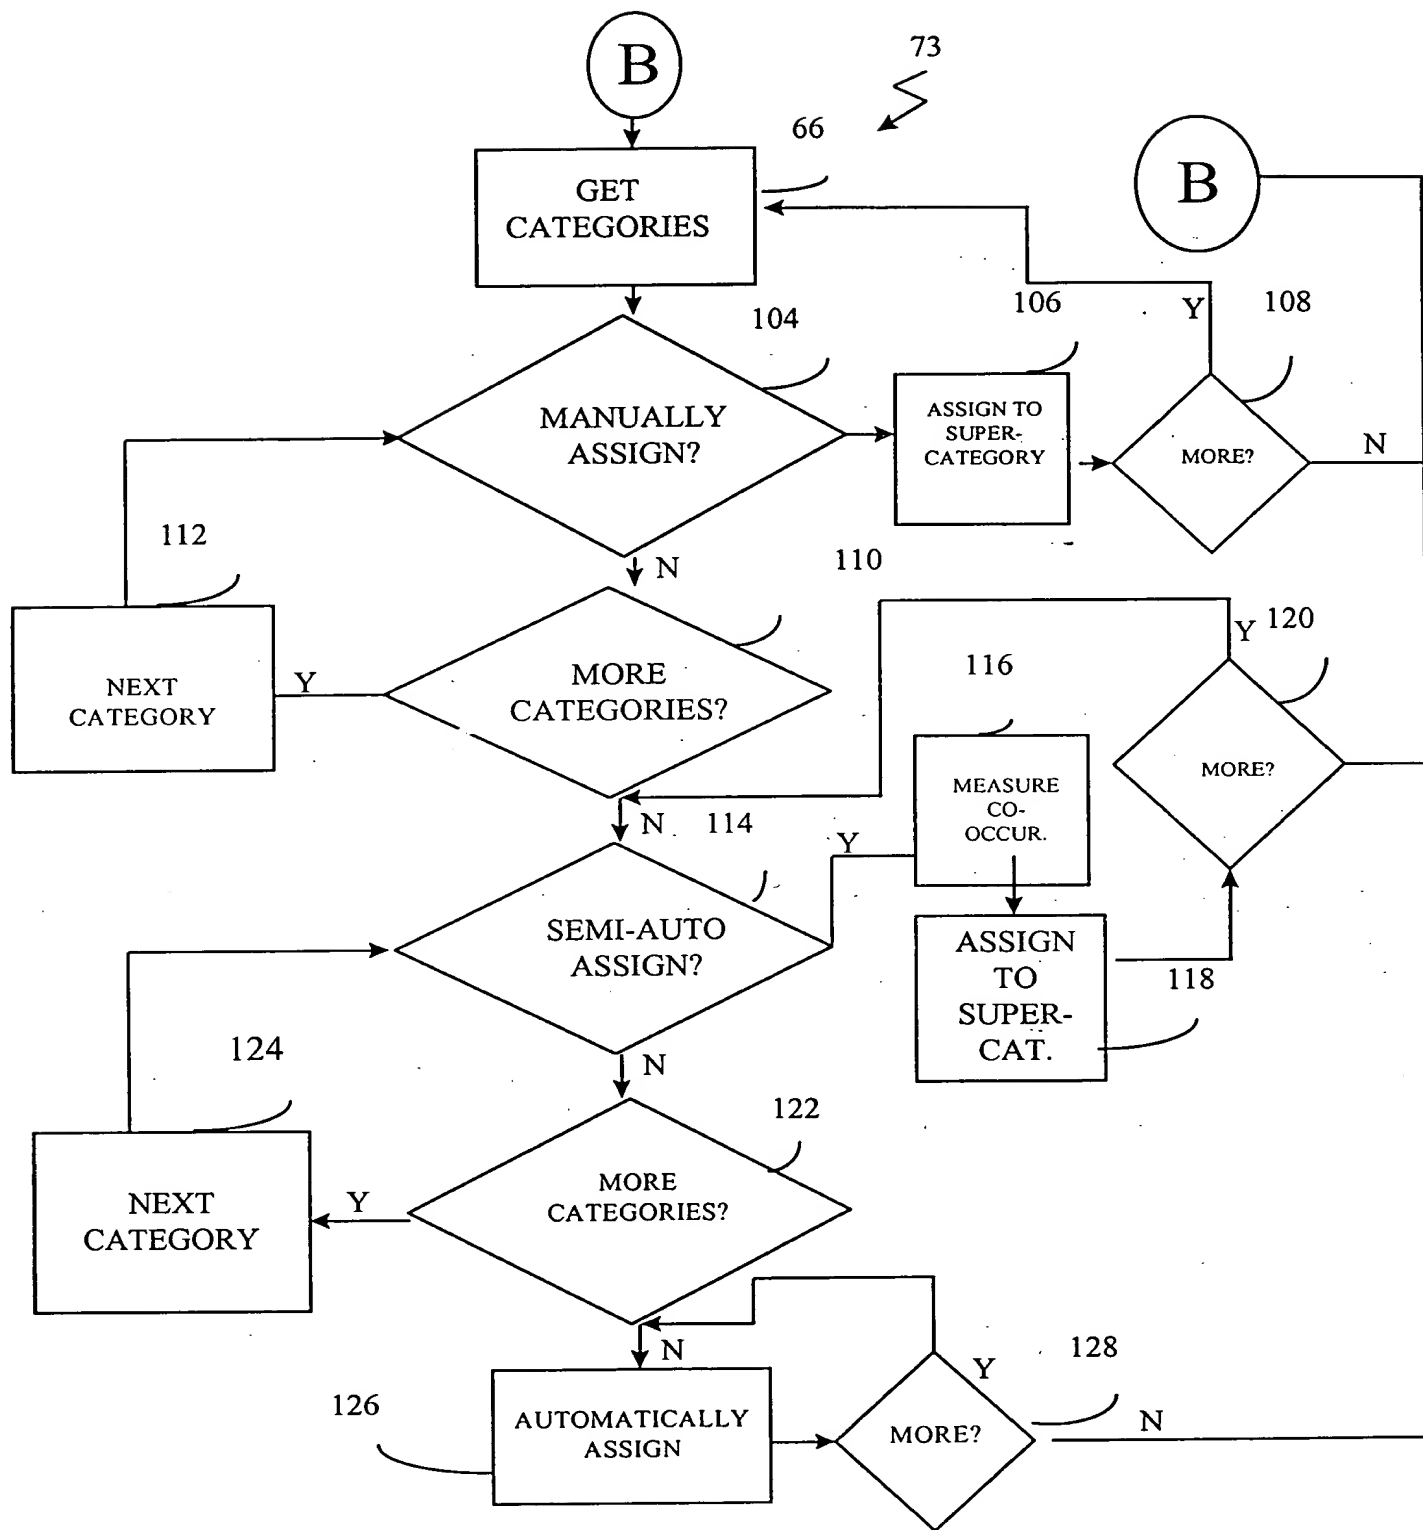 B
73
66
GET
CATEGORIES
B
104
106
Y
108
MANUALLY
ASSIGN?
ASSIGN TO
SUPER-
CATEGORY
MORE?
N
112
N
110
NEXT
CATEGORY
Y
MORE
CATEGORIES?
116
Y
120
MEASURE
CO-
OCCUR.
MORE?
N
114
Y
SEMI-AUTO
ASSIGN?
ASSIGN
TO
SUPER-
CAT.
118
124
N
122
NEXT
CATEGORY
Y
MORE
CATEGORIES?
N
126
AUTOMATICALLY
ASSIGN
Y
128
MORE?
N